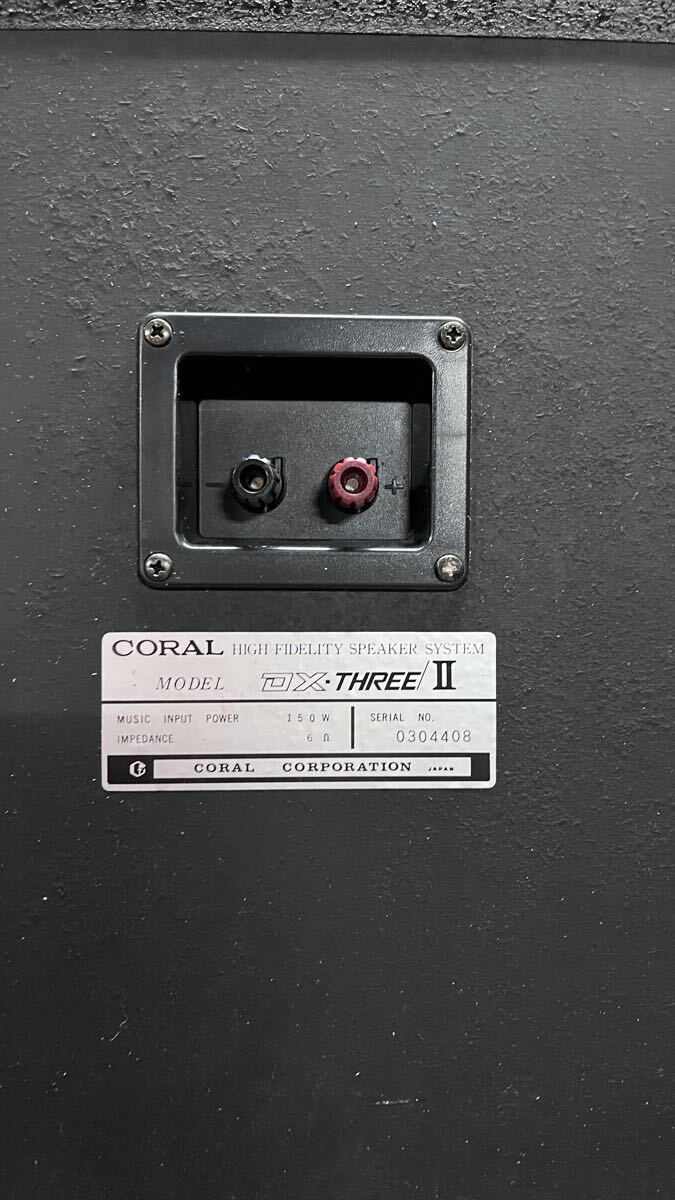 - +
CORAL HIGH FIDELITY SPEAKER SYSTEM
MODEL DX·THREE/II
MUSIC INPUT POWER 150W
IMPEDANCE 6Ω
SERIAL NO.
0304408
CORAL CORPORATION JAPAN